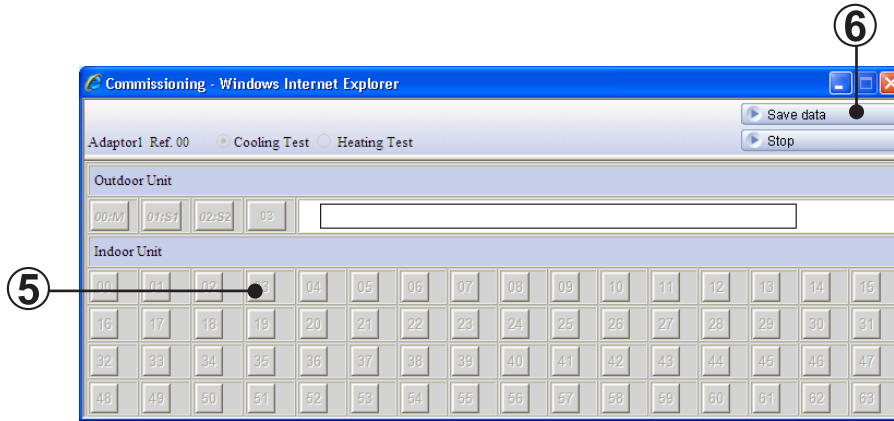 6
Commissioning - Windows Internet Explorer
Save data
Adaptor1 Ref. 00 Cooling Test Heating Test Stop
Outdoor Unit
00:M 01:S1 02:S2 03
Indoor Unit
5
00 01 02 03 04 05 06 07 08 09 10 11 12 13 14 15
16 17 18 19 20 21 22 23 24 25 26 27 28 29 30 31
32 33 34 35 36 37 38 39 40 41 42 43 44 45 46 47
48 49 50 51 52 53 54 55 56 57 58 59 60 61 62 63